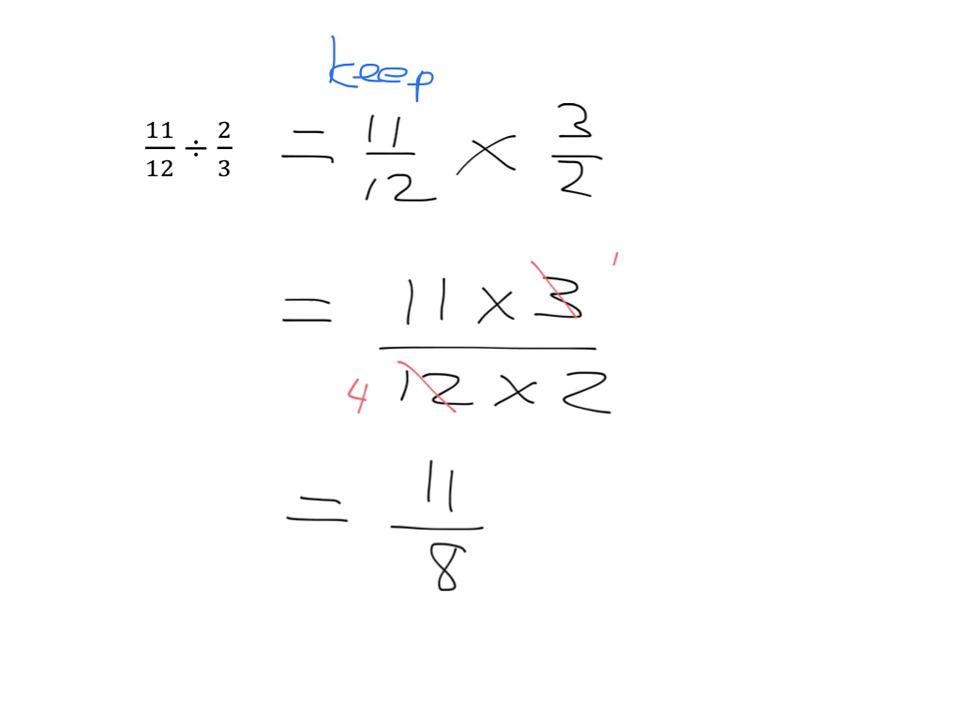 keep
11/12 ÷ 2/3 = 11/12 × 3/2
= 11 × 3 1
4 12 × 2
= 11/8